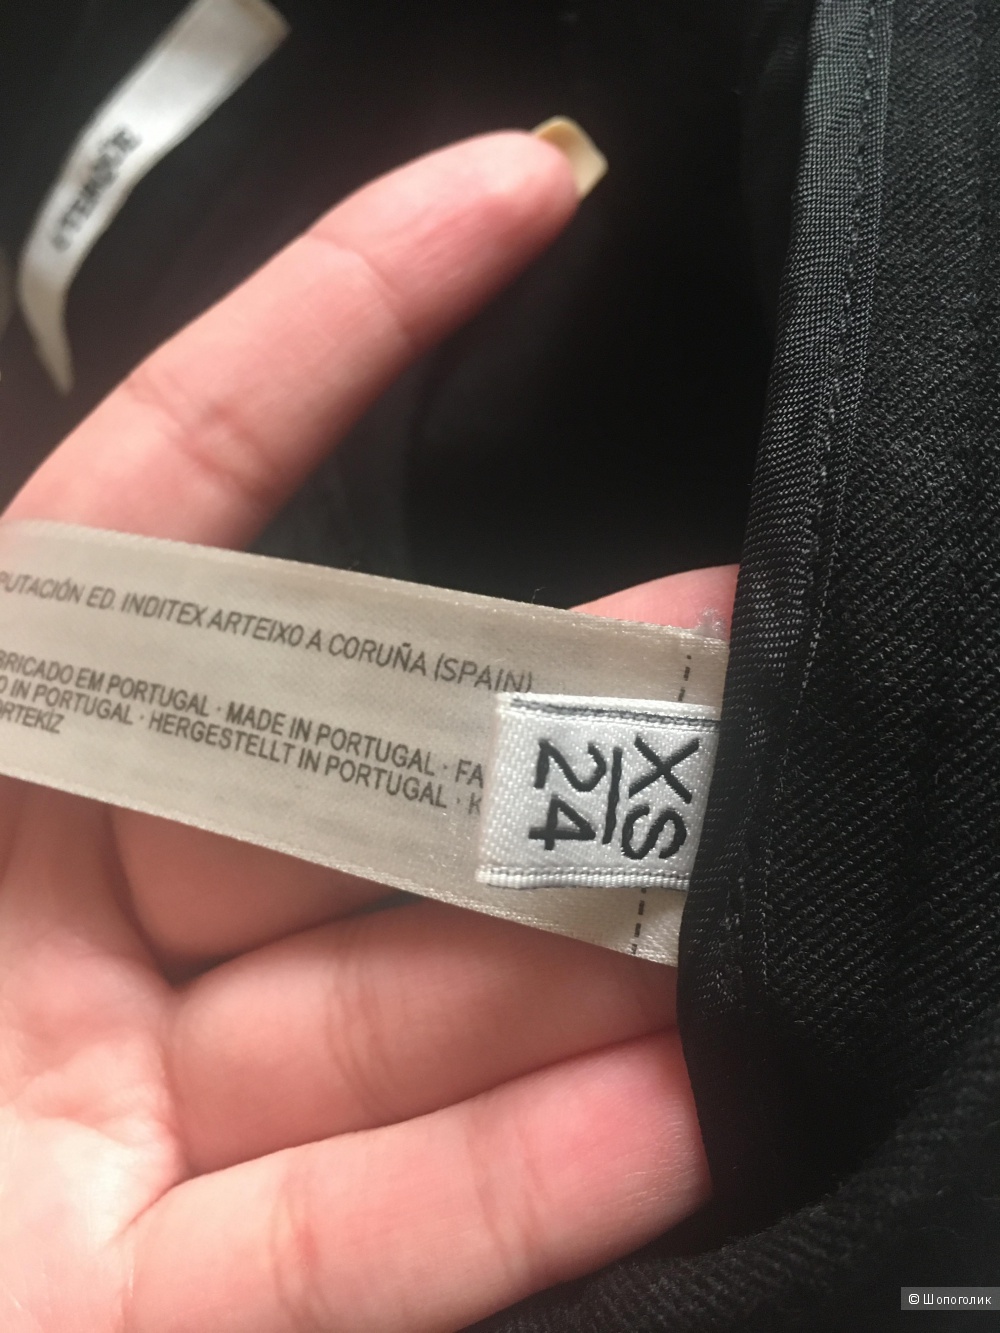 PUTACIÓN ED. INDITEX ARTEIXO A CORUÑA (SPAIN)
BRICADO EM PORTUGAL · MADE IN PORTUGAL · FA
O IN PORTUGAL · HERGESTELLT IN PORTUGAL · K
ORTEKİZ
XS
24
© Шопоголик